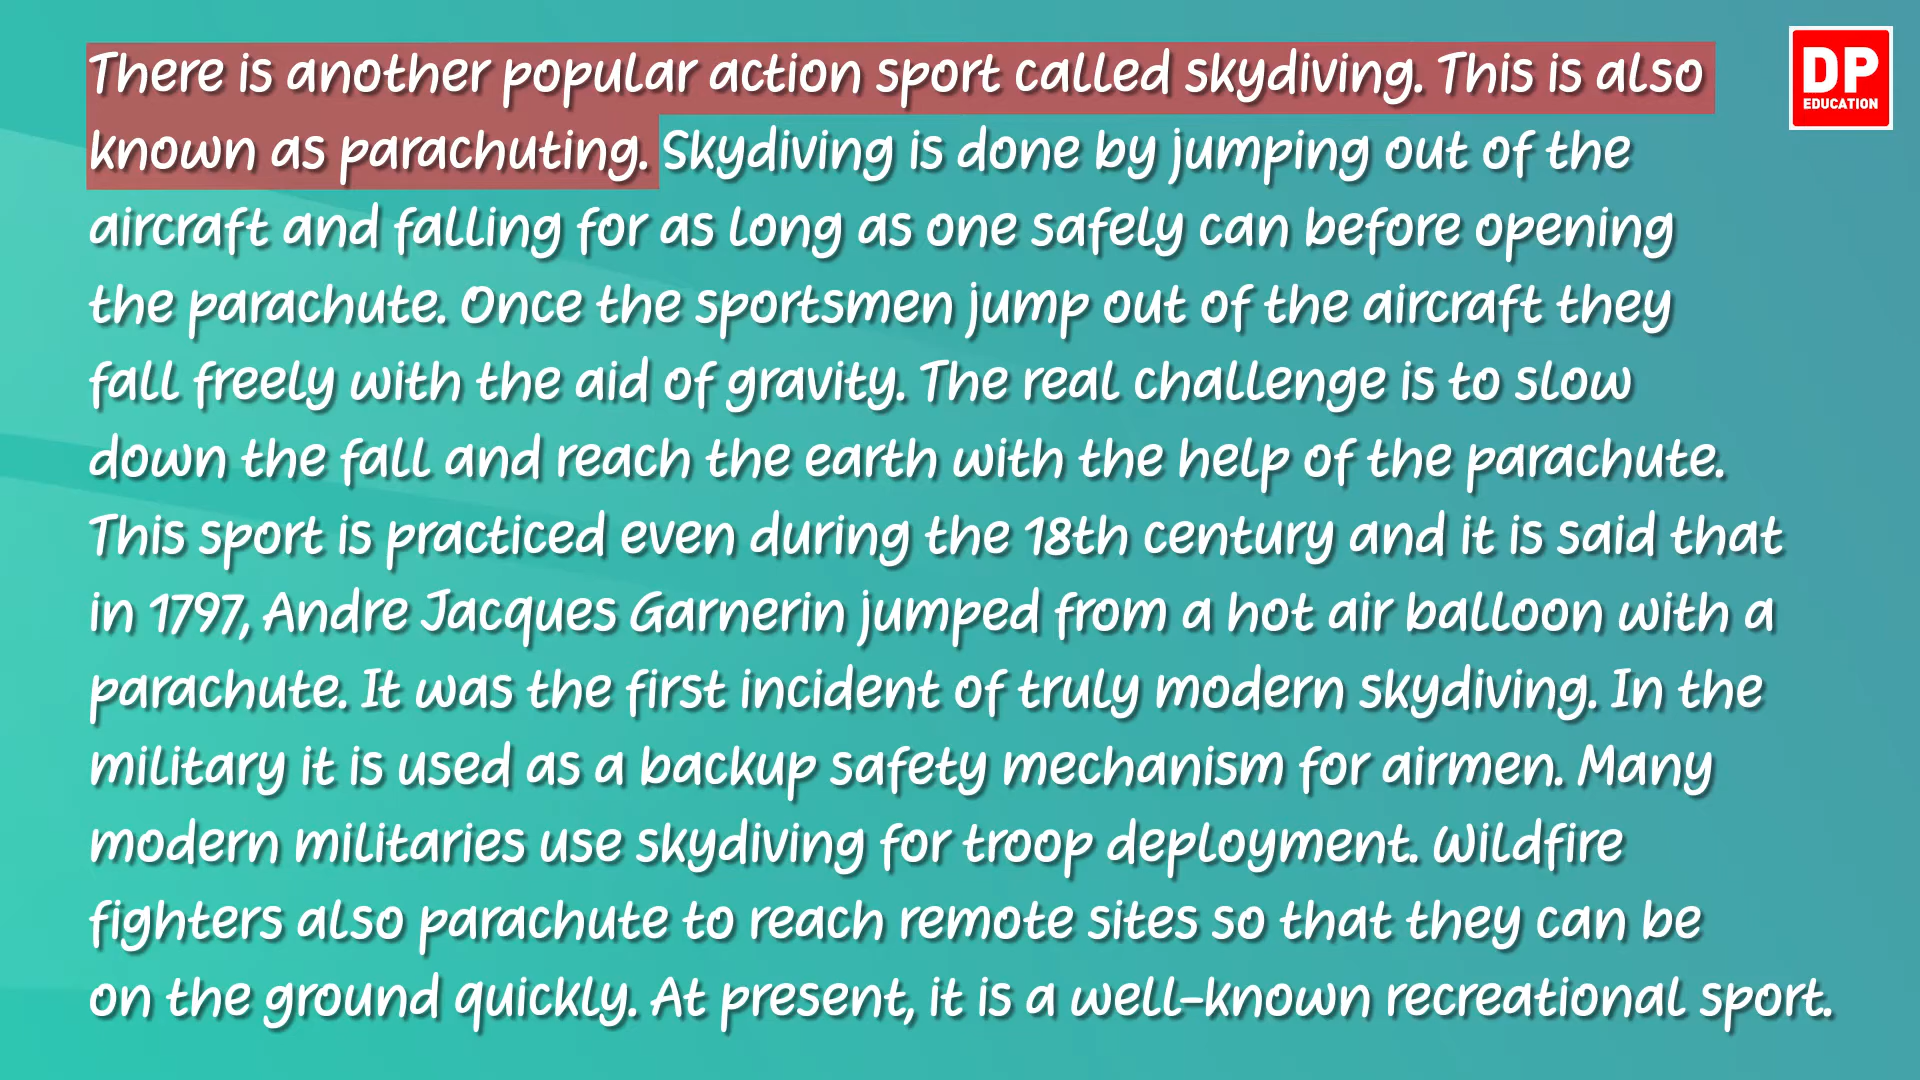 There is another popular action sport called skydiving. This is also
known as parachuting. Skydiving is done by jumping out of the
aircraft and falling for as long as one safely can before opening
the parachute. Once the sportsmen jump out of the aircraft they
fall freely with the aid of gravity. The real challenge is to slow
down the fall and reach the earth with the help of the parachute.
This sport is practiced even during the 18th century and it is said that
in 1797, Andre Jacques Garnerin jumped from a hot air balloon with a
parachute. It was the first incident of truly modern skydiving. In the
military it is used as a backup safety mechanism for airmen. Many
modern militaries use skydiving for troop deployment. Wildfire
fighters also parachute to reach remote sites so that they can be
on the ground quickly. At present, it is a well-known recreational sport.
DP
EDUCATION